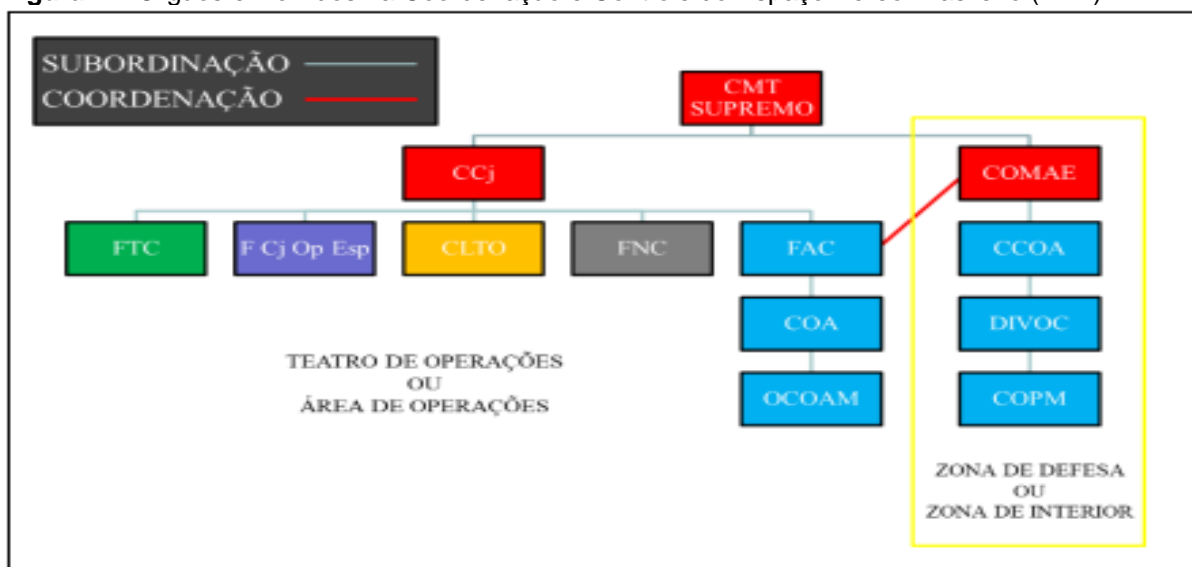 SUBORDINAÇÃO
COORDENAÇÃO
CMT
SUPREMO
CCj
COMAE
FTC
F Cj Op Esp
CLTO
FNC
FAC
CCOA
COA
DIVOC
OCOAM
COPM
TEATRO DE OPERAÇÕES
OU
ÁREA DE OPERAÇÕES
ZONA DE DEFESA
OU
ZONA DE INTERIOR